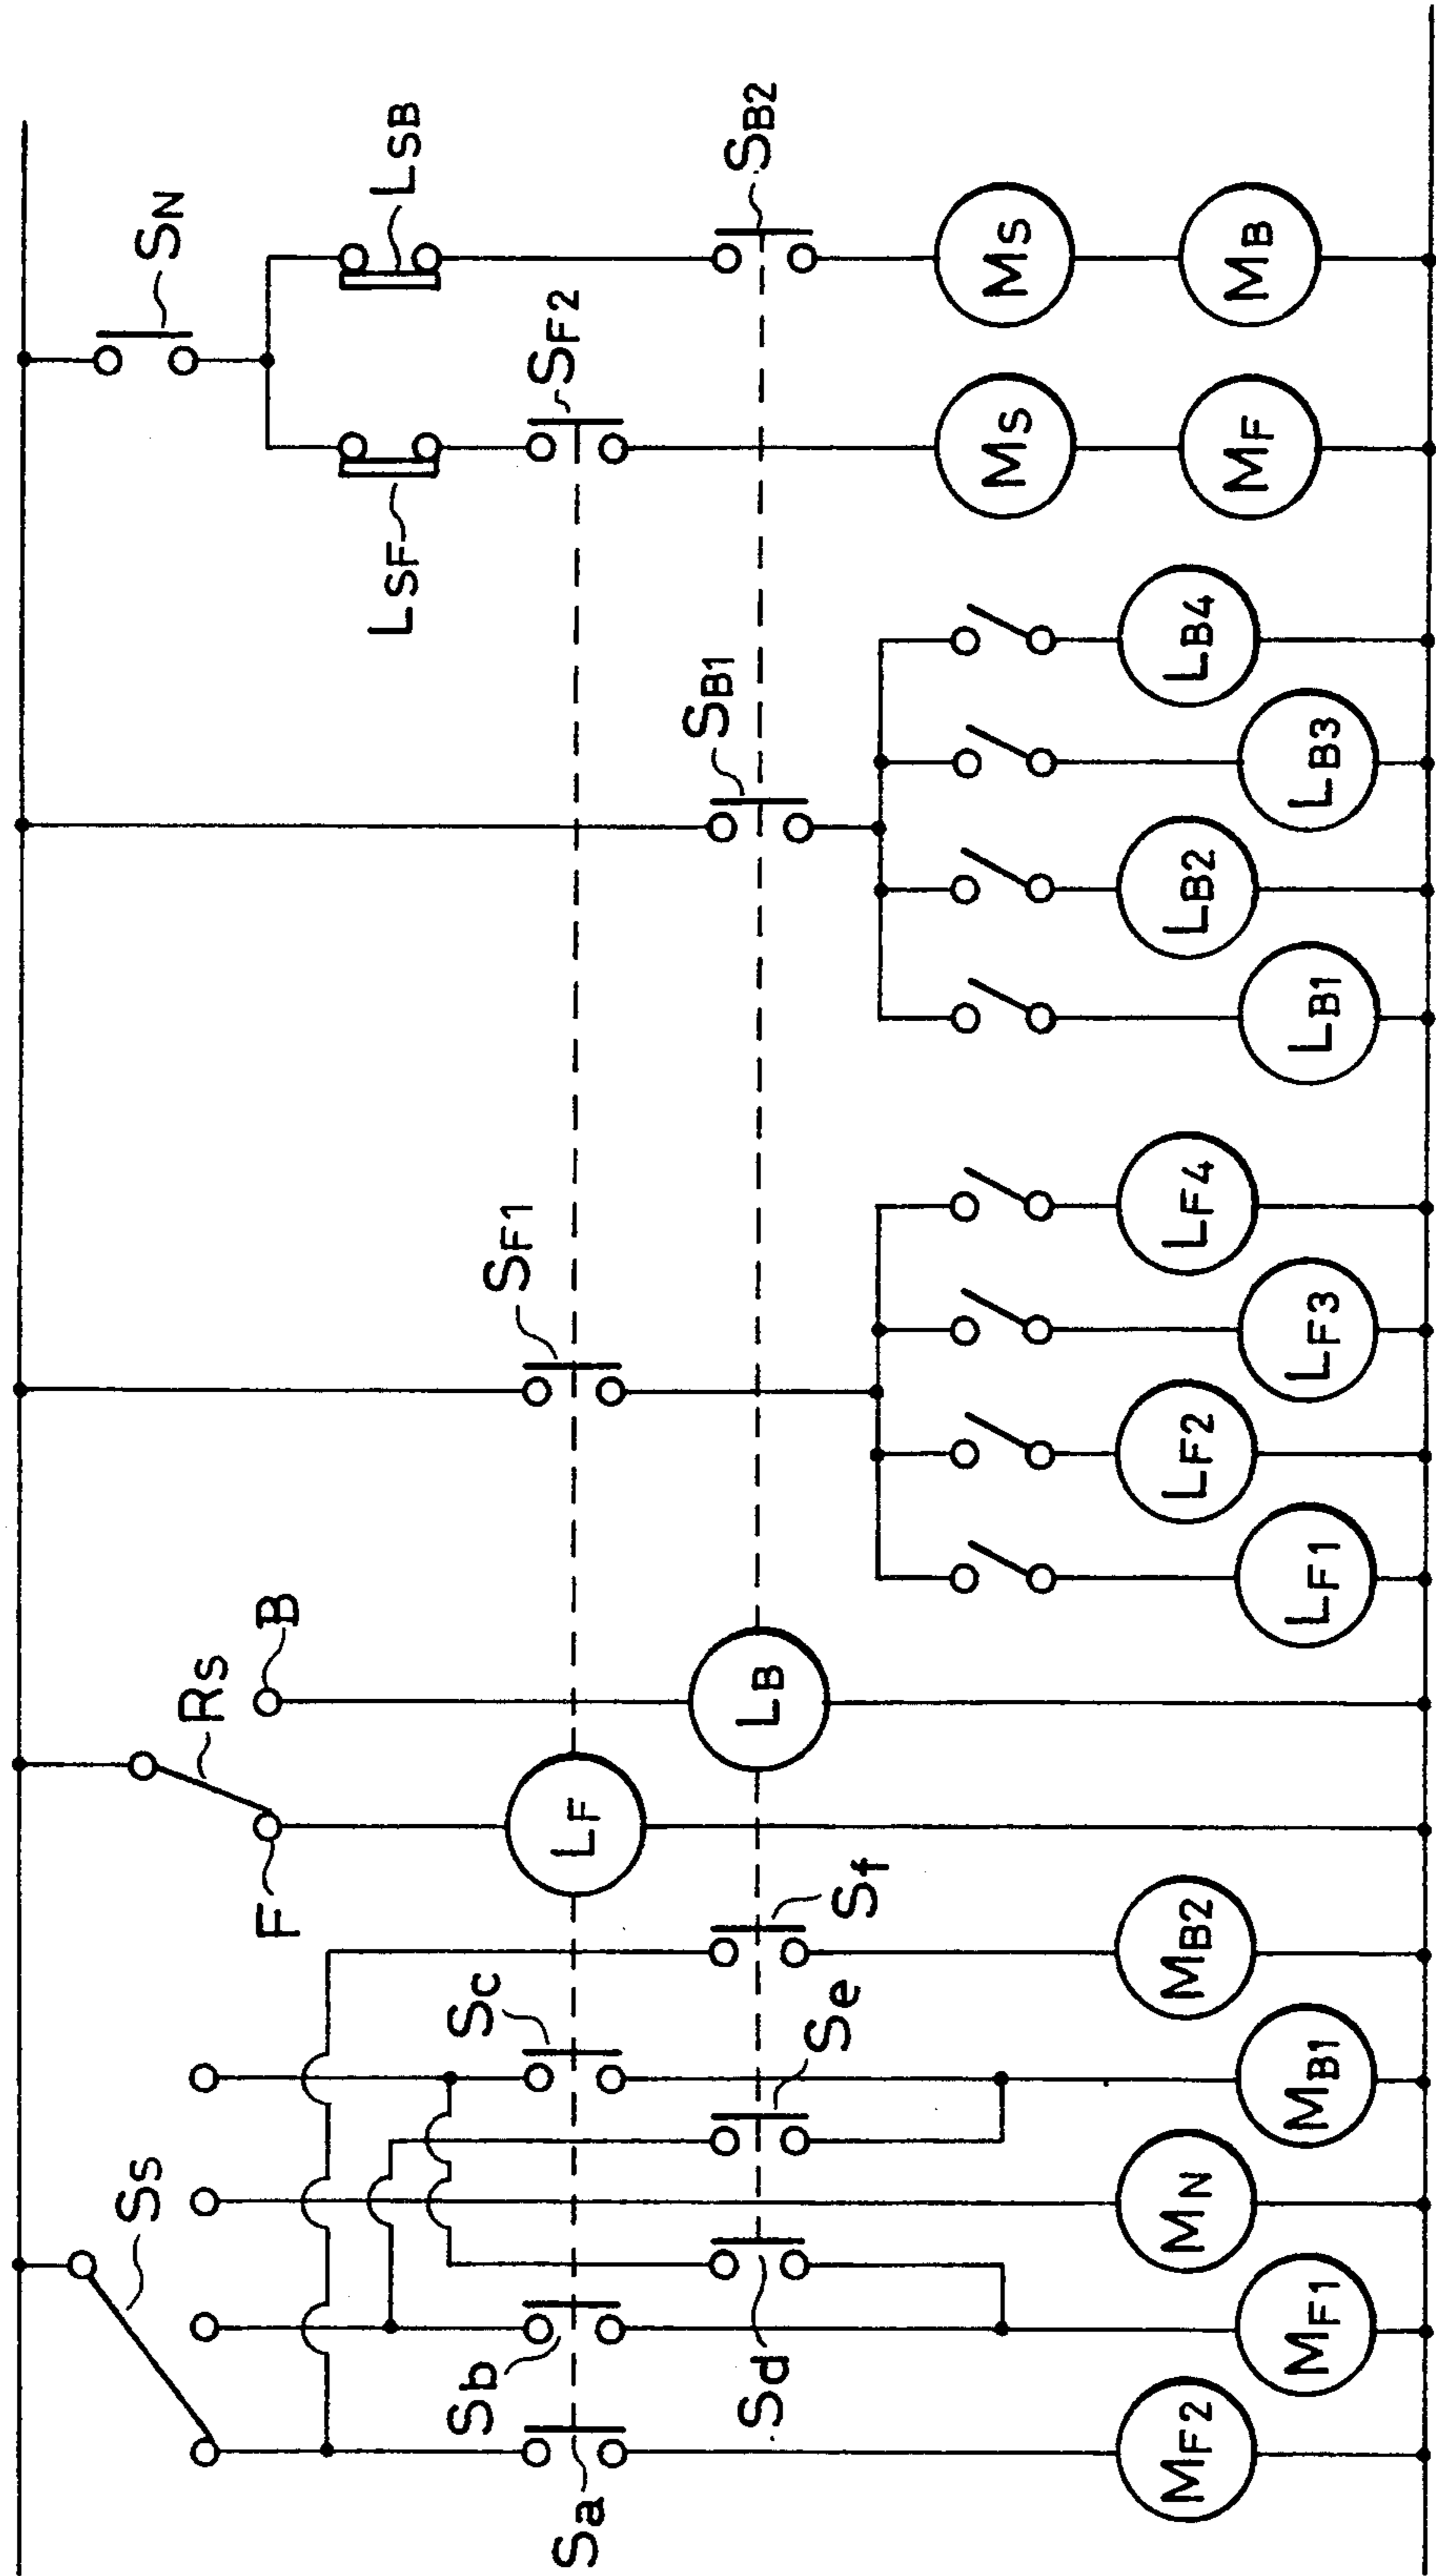 SS
RS
F
B
SN
LSF
LSB
Sa
Sb
Sc
LF
SF1
SF2
Sd
Se
Sf
LB
SB1
SB2
MF2
MF1
MN
MB1
MB2
LF1
LF2
LF3
LF4
LB1
LB2
LB3
LB4
MS
MS
MF
MB